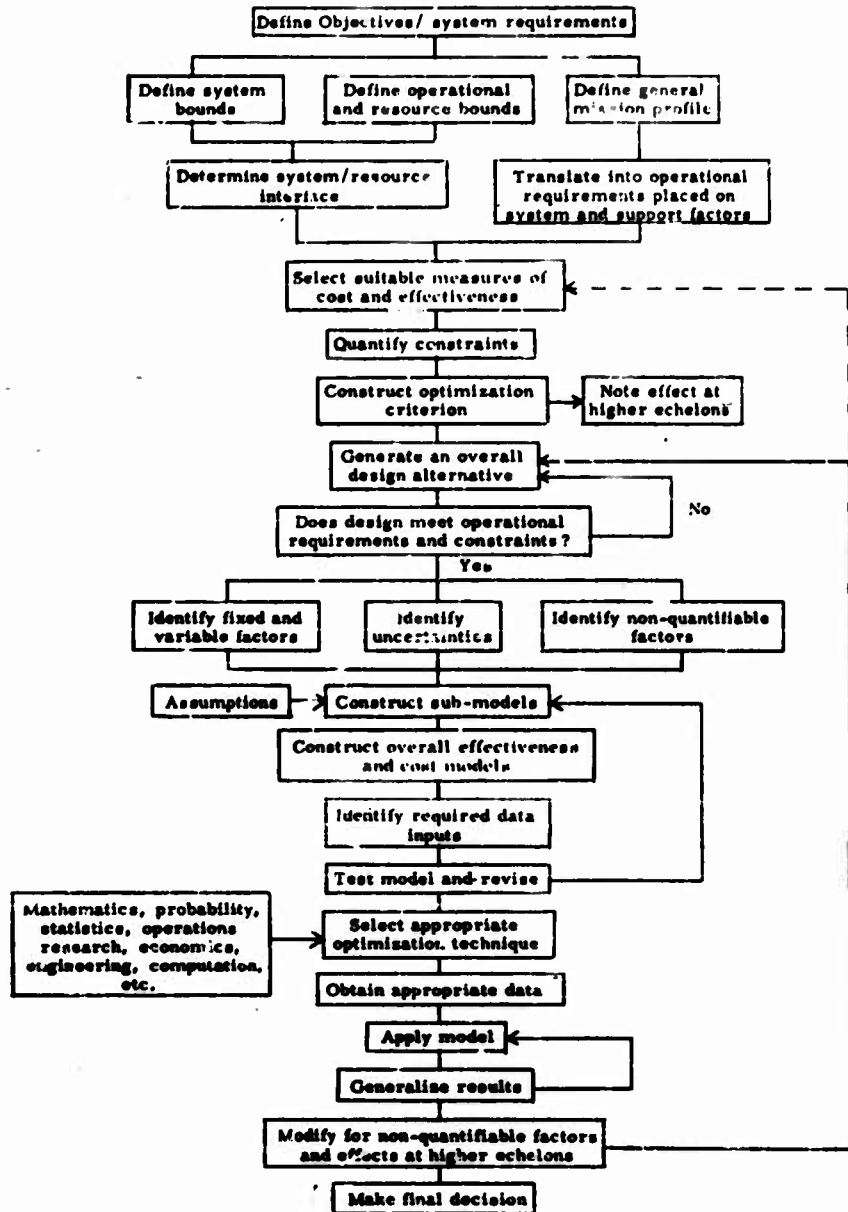 Define Objectives/ system requirements
Define system
bounds
Define operational
and resource bounds
Define general
mission profile
Determine system/resource
interface
Translate into operational
requirements placed on
system and support factors
Select suitable measures of
cost and effectiveness
Quantify constraints
Construct optimization
criterion
Note effect at
higher echelons
Generate an overall
design alternative
No
Does design meet operational
requirements and constraints?
Yes
Identify fixed and
variable factors
Identify
uncertainties
Identify non-quantifiable
factors
Assumptions
Construct sub-models
Construct overall effectiveness
and cost models
Identify required data
inputs
Test model and revise
Mathematics, probability,
statistics, operations
research, economics,
engineering, computation,
etc.
Select appropriate
optimisation technique
Obtain appropriate data
Apply model
Generalise results
Modify for non-quantifiable factors
and effects at higher echelons
Make final decision